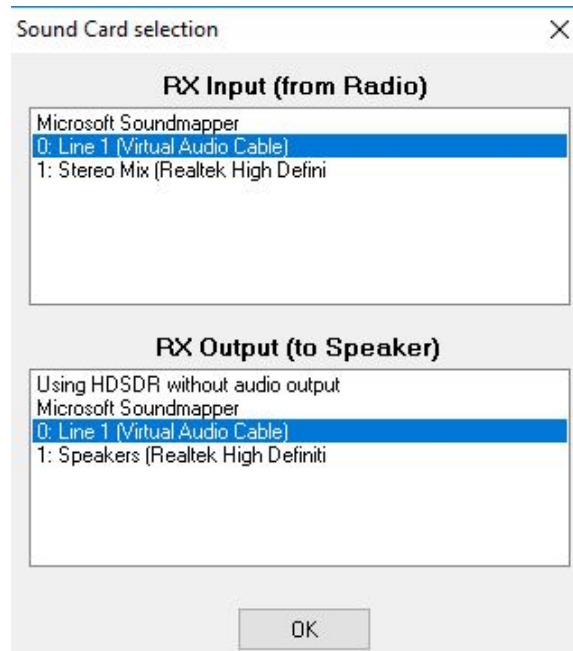 Sound Card selection
RX Input (from Radio)
Microsoft Soundmapper
0: Line 1 (Virtual Audio Cable)
1: Stereo Mix (Realtek High Defini
RX Output (to Speaker)
Using HDSDR without audio output
Microsoft Soundmapper
0: Line 1 (Virtual Audio Cable)
1: Speakers (Realtek High Definiti
OK